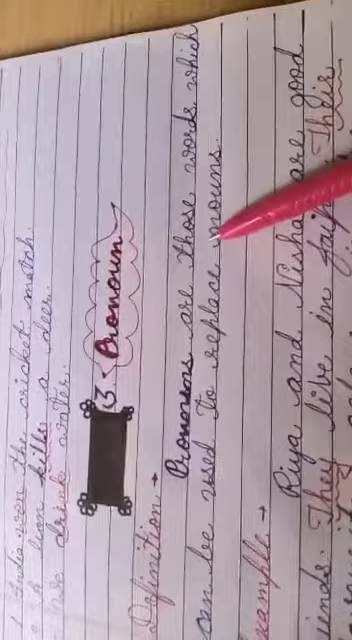 India won the cricket match.
lion kills a deer.
drink water.
3 Pronoun
Definition →
Pronouns are those words which
can be used to replace nouns.
Example →
Riya and Nisha are good
friends. They live in Their